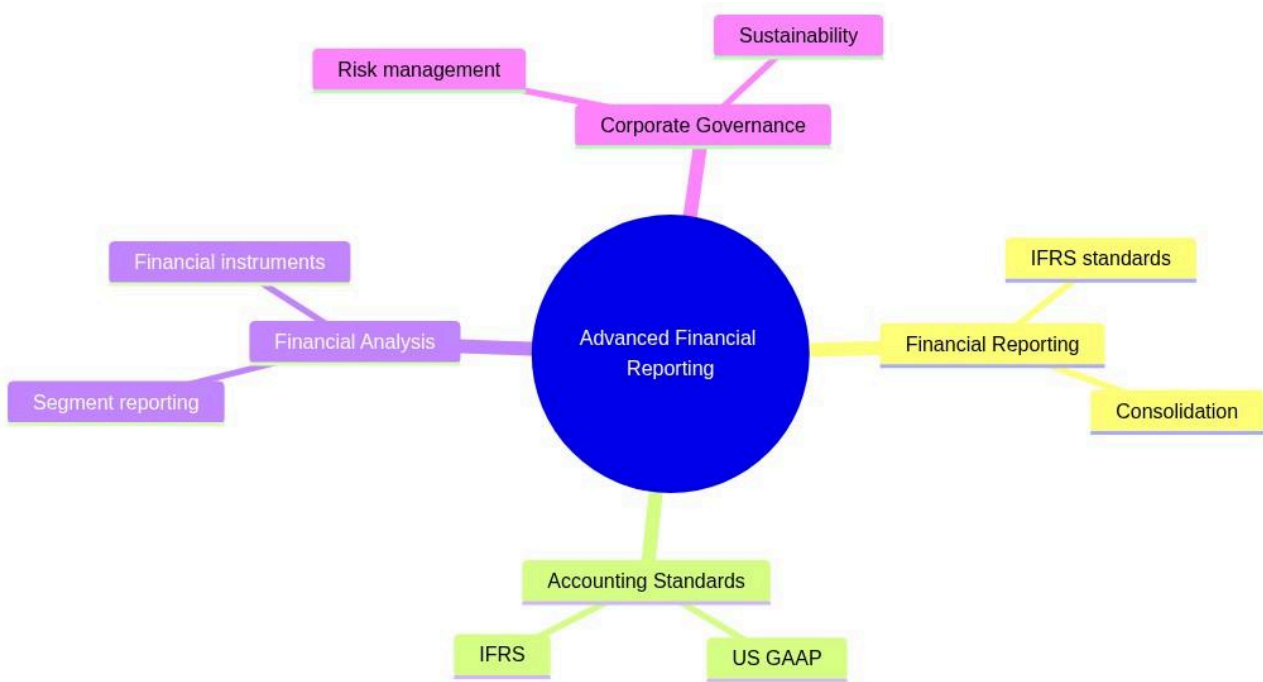 Sustainability
Risk management
Corporate Governance
Financial instruments
IFRS standards
Financial Analysis
Advanced Financial
Reporting
Financial Reporting
Segment reporting
Consolidation
Accounting Standards
IFRS
US GAAP